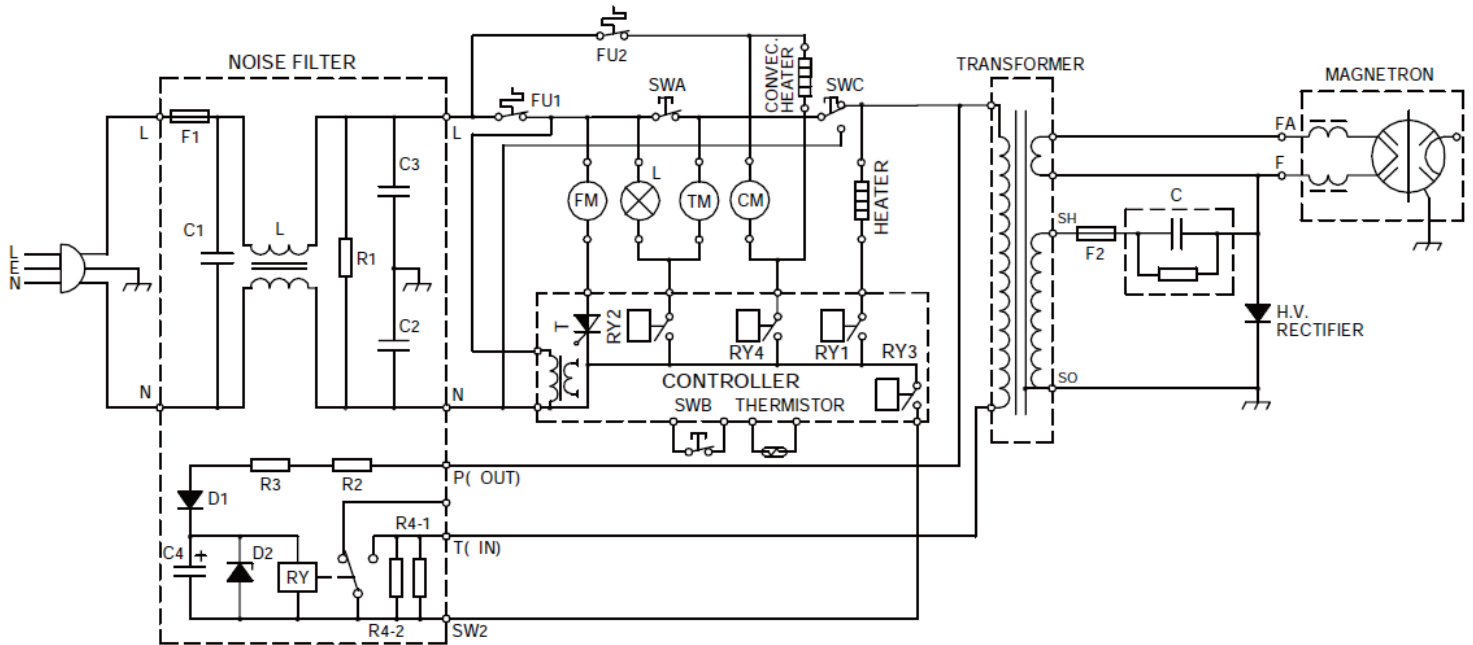 FU2
NOISE FILTER
CONVEC.
HEATER
TRANSFORMER
MAGNETRON
SWA
SWC
FU1
L
F1
L
FA
C3
L
F
FM
TM
CM
HEATER
C
SH
C1
L
R1
F2
L
E
N
C2
T
RY2
RY4
RY1
RY3
H.V.
RECTIFIER
N
N
CONTROLLER
SO
SWB
THERMISTOR
R3
R2
P( OUT)
D1
R4-1
T( IN)
C4
+
D2
RY
R4-2
SW2